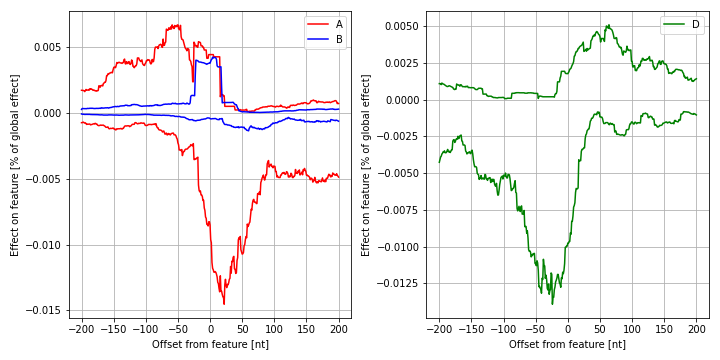 0.005
0.000
−0.005
−0.010
−0.015
Effect on feature [% of global effect]
−200 −150 −100 −50 0 50 100 150 200
Offset from feature [nt]
A
B
0.0050
0.0025
0.0000
−0.0025
−0.0050
−0.0075
−0.0100
−0.0125
Effect on feature [% of global effect]
−200 −150 −100 −50 0 50 100 150 200
Offset from feature [nt]
D